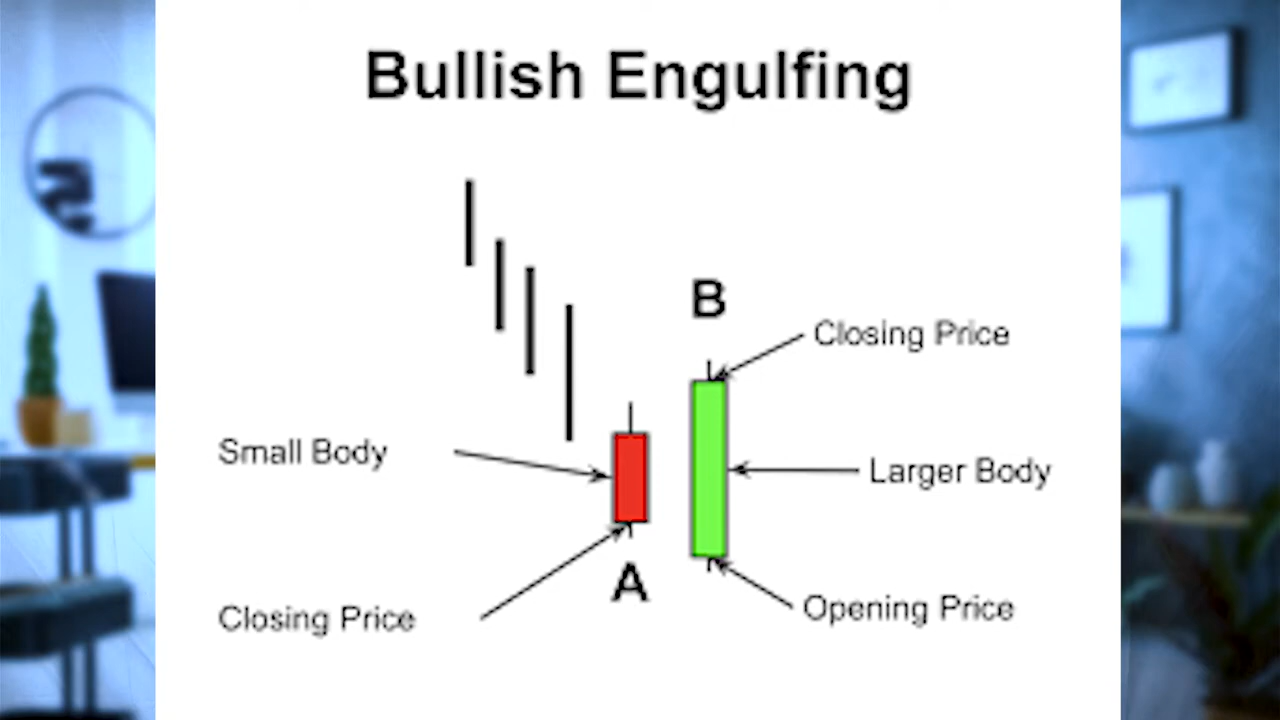 Bullish Engulfing
B
Closing Price
Small Body
Larger Body
A
Closing Price
Opening Price